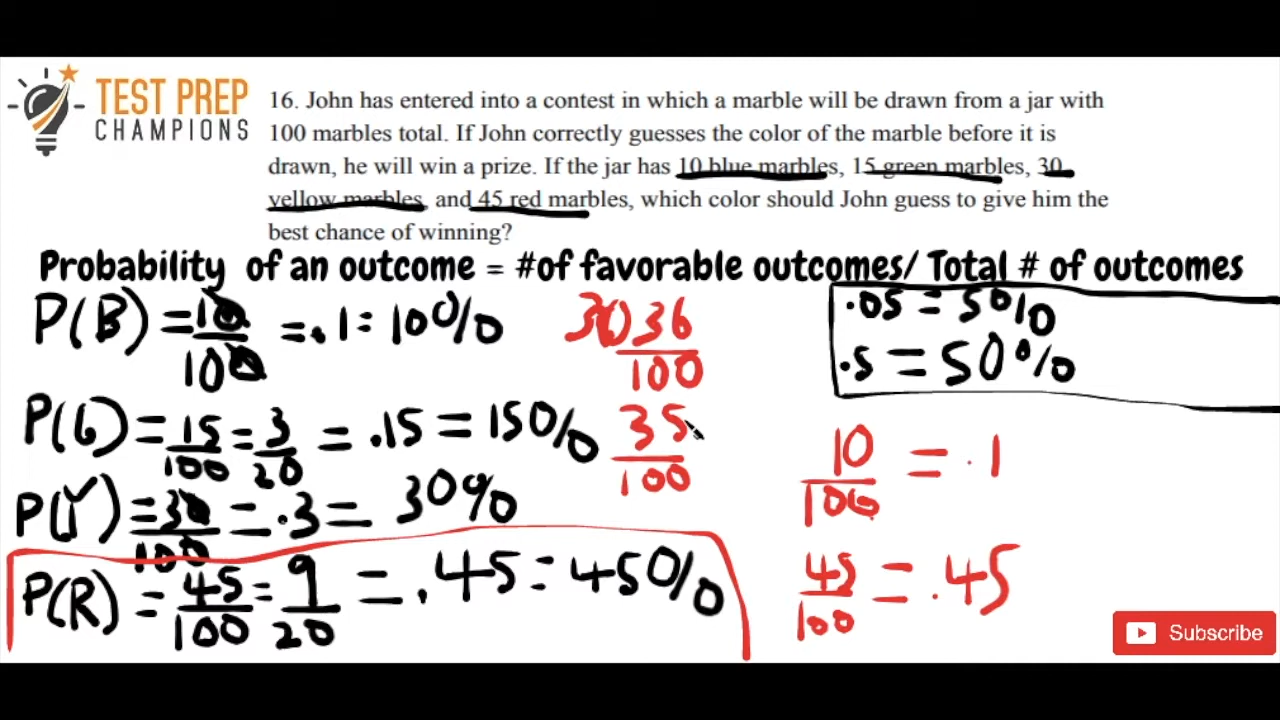 TEST PREP
CHAMPIONS
16. John has entered into a contest in which a marble will be drawn from a jar with
100 marbles total. If John correctly guesses the color of the marble before it is
drawn, he will win a prize. If the jar has 10 blue marbles, 15 green marbles, 30
yellow marbles, and 45 red marbles, which color should John guess to give him the
best chance of winning?
Probability of an outcome = #of favorable outcomes/ Total # of outcomes
P(B) = 10/100 = .1 = 10%
P(G) = 15/100 = 3/20 = .15 = 15%
P(Y) = 30/100 = .3 = 30%
P(R) = 45/100 = 9/20 = .45 = 45%
36/100
35/100
.05 = 5%
.5 = 50%
10/100 = .1
45/100 = .45
Subscribe